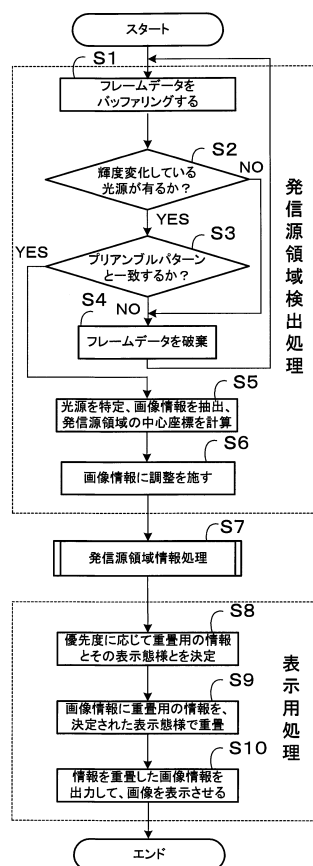 スタート
S1
フレームデータを
バッファリングする
S2
輝度変化している
光源が有るか?
NO
YES
S3
プリアンブルパターン
と一致するか?
YES
NO
S4
フレームデータを破棄
S5
光源を特定、画像情報を抽出、
発信源領域の中心座標を計算
S6
画像情報に調整を施す
発信源領域検出処理
S7
発信源領域情報処理
S8
優先度に応じて重畳用の情報
とその表示態様とを決定
S9
画像情報に重畳用の情報を、
決定された表示態様で重畳
S10
情報を重畳した画像情報を
出力して、画像を表示させる
表示用処理
エンド